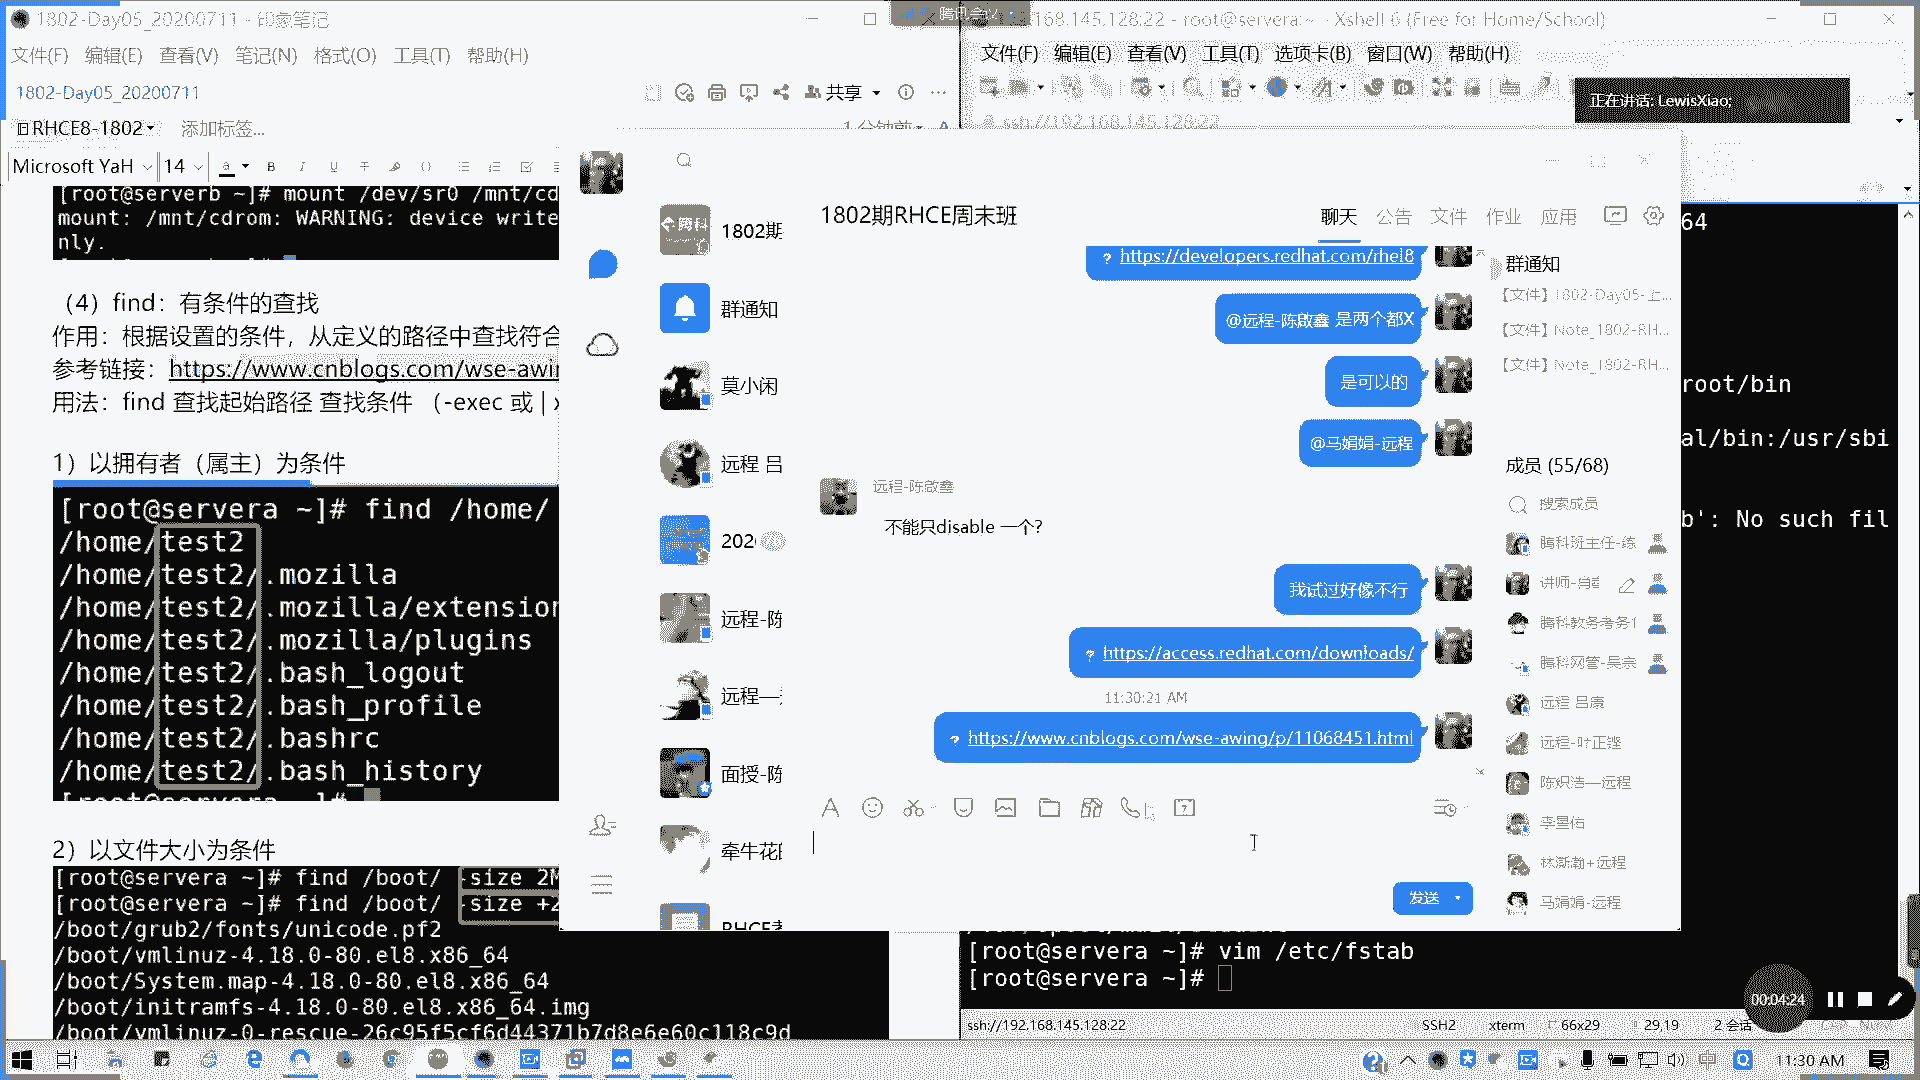 1802-Day05_20200711 - 印象笔记
文件(F) 编辑(E) 查看(V) 笔记(N) 格式(O) 工具(T) 帮助(H)
1802-Day05_20200711
共享
RHCE8-1802
添加标签...
Microsoft YaH 14
[root@serverb ~]# mount /dev/sr0 /mnt/cd
mount: /mnt/cdrom: WARNING: device write
nly.
（4）find：有条件的查找
作用：根据设置的条件，从定义的路径中查找符合
参考链接：https://www.cnblogs.com/wse-awin
用法：find 查找起始路径 查找条件 （-exec 或 | x
1）以拥有者（属主）为条件
[root@servera ~]# find /home/
/home/test2
/home/test2/.mozilla
/home/test2/.mozilla/extension
/home/test2/.mozilla/plugins
/home/test2/.bash_logout
/home/test2/.bash_profile
/home/test2/.bashrc
/home/test2/.bash_history
2）以文件大小为条件
[root@servera ~]# find /boot/ -size 2M
[root@servera ~]# find /boot/ -size +2
/boot/grub2/fonts/unicode.pf2
/boot/vmlinuz-4.18.0-80.el8.x86_64
/boot/System.map-4.18.0-80.el8.x86_64
/boot/initramfs-4.18.0-80.el8.x86_64.img
/boot/vmlinuz-0-rescue-26c95f5cf6d44371b7d8e6e60c118c9d
腾讯会议
168.145.128:22 - root@servera:~ - Xshell 6 (Free for Home/School)
文件(F) 编辑(E) 查看(V) 工具(T) 选项卡(B) 窗口(W) 帮助(H)
正在讲话: LewisXiao;
ssh://192.168.145.128:22
1802期
群通知
莫小闲
远程 吕
202
远程-陈
远程—
面授-陈
牵牛花
1802期RHCE周末班
聊天 公告 文件 作业 应用
https://developers.redhat.com/rhel8
@远程-陈啟鑫 是两个都X
是可以的
@马娟娟-远程
远程-陈啟鑫
不能只disable 一个?
我试过好像不行
https://access.redhat.com/downloads/
11:30:21 AM
https://www.cnblogs.com/wse-awing/p/11068451.html
发送
群通知
【文件】1802-Day05-上...
【文件】Note_1802-RH...
【文件】Note_1802-RH...
成员 (55/68)
搜索成员
腾科班主任-练
讲师-肖
腾科教务考务1
腾科网管-吴宗
远程 吕康
远程-叶正铿
陈炽洁—远程
李星佑
林渐瀚+远程
马娟娟-远程
64
root/bin
al/bin:/usr/sbi
b': No such fil
[root@servera ~]# vim /etc/fstab
[root@servera ~]#
00:04:24
ssh://192.168.145.128:22 SSH2 xterm 66x29 29,19 2 会话
11:30 AM